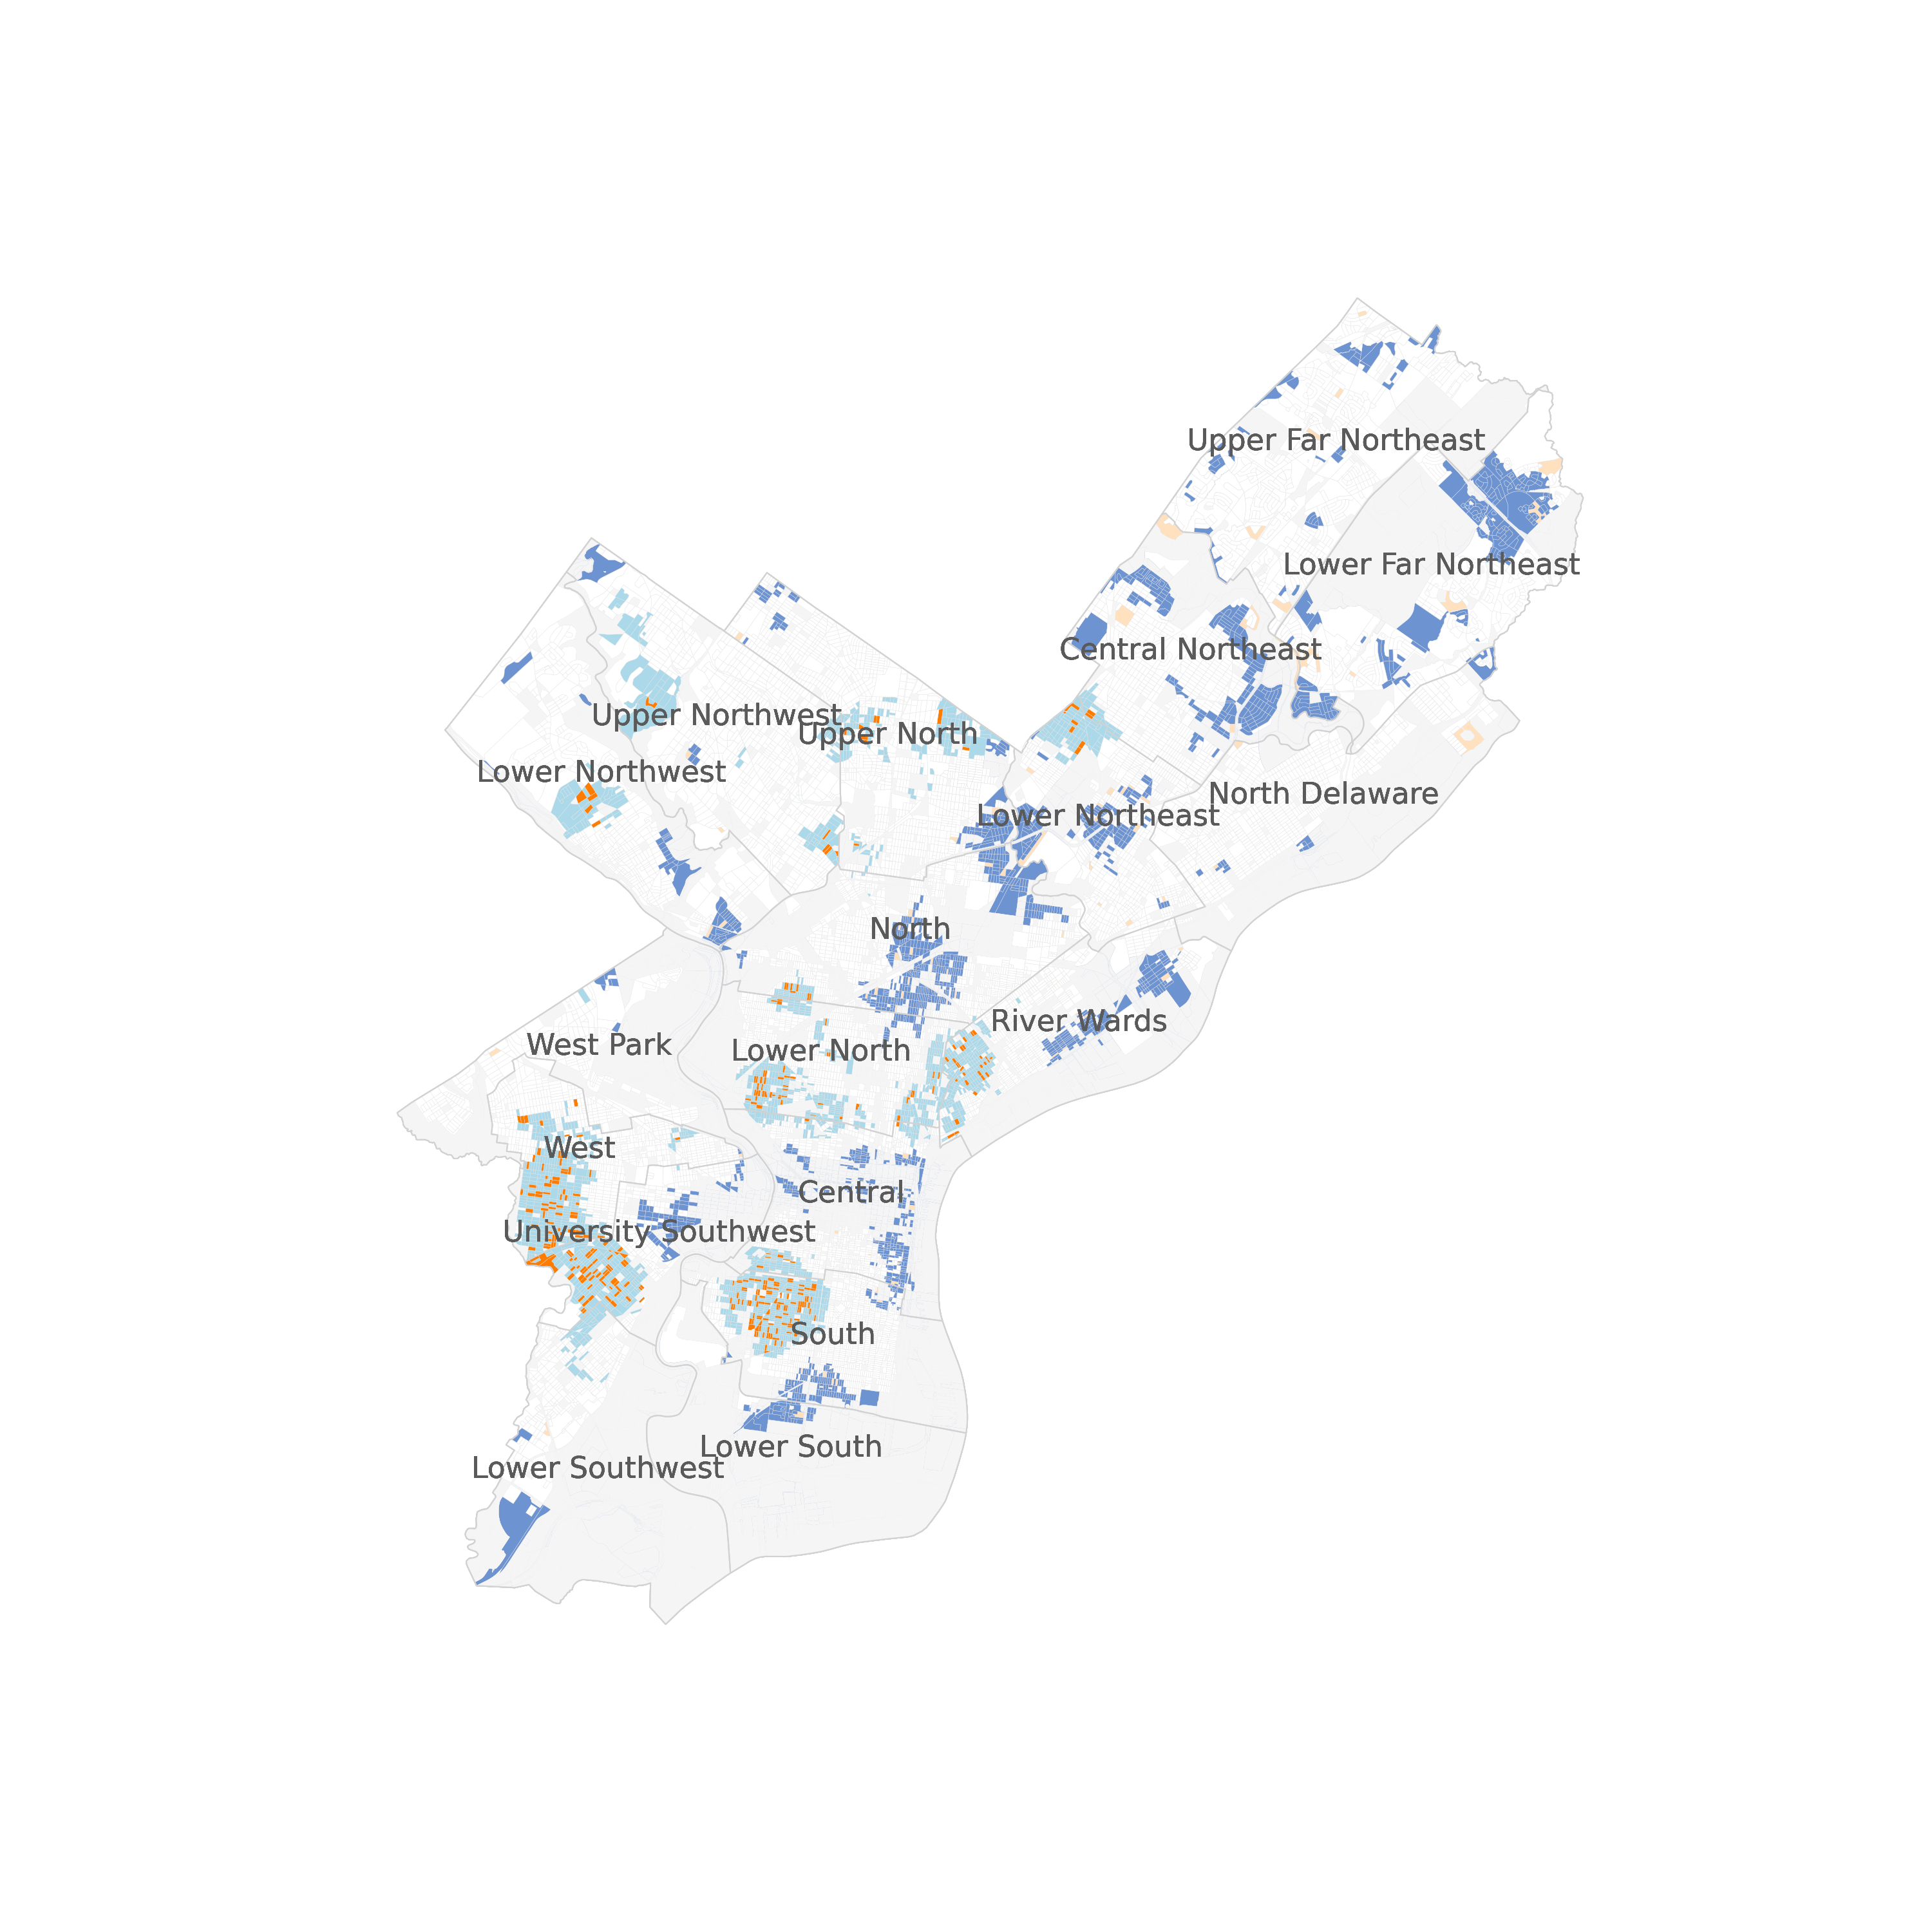 Upper Far Northeast
Lower Far Northeast
Central Northeast
Upper Northwest
Upper North
Lower Northwest
North Delaware
Lower Northeast
North
River Wards
West Park
Lower North
West
Central
University Southwest
South
Lower South
Lower Southwest